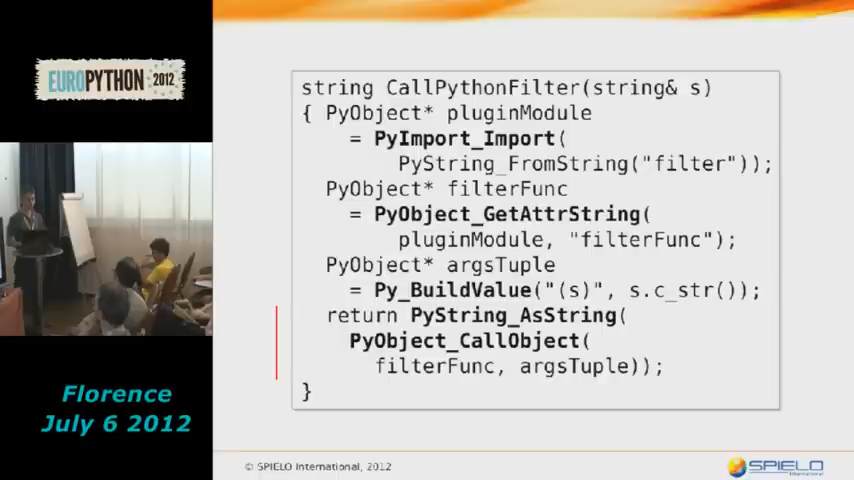 EUROPYTHON 2012
string CallPythonFilter(string& s)
{ PyObject* pluginModule
= PyImport_Import(
PyString_FromString("filter"));
PyObject* filterFunc
= PyObject_GetAttrString(
pluginModule, "filterFunc");
PyObject* argsTuple
= Py_BuildValue("(s)", s.c_str());
return PyString_AsString(
PyObject_CallObject(
filterFunc, argsTuple));
}
Florence
July 6 2012
© SPIELO International, 2012
SPIELO
International